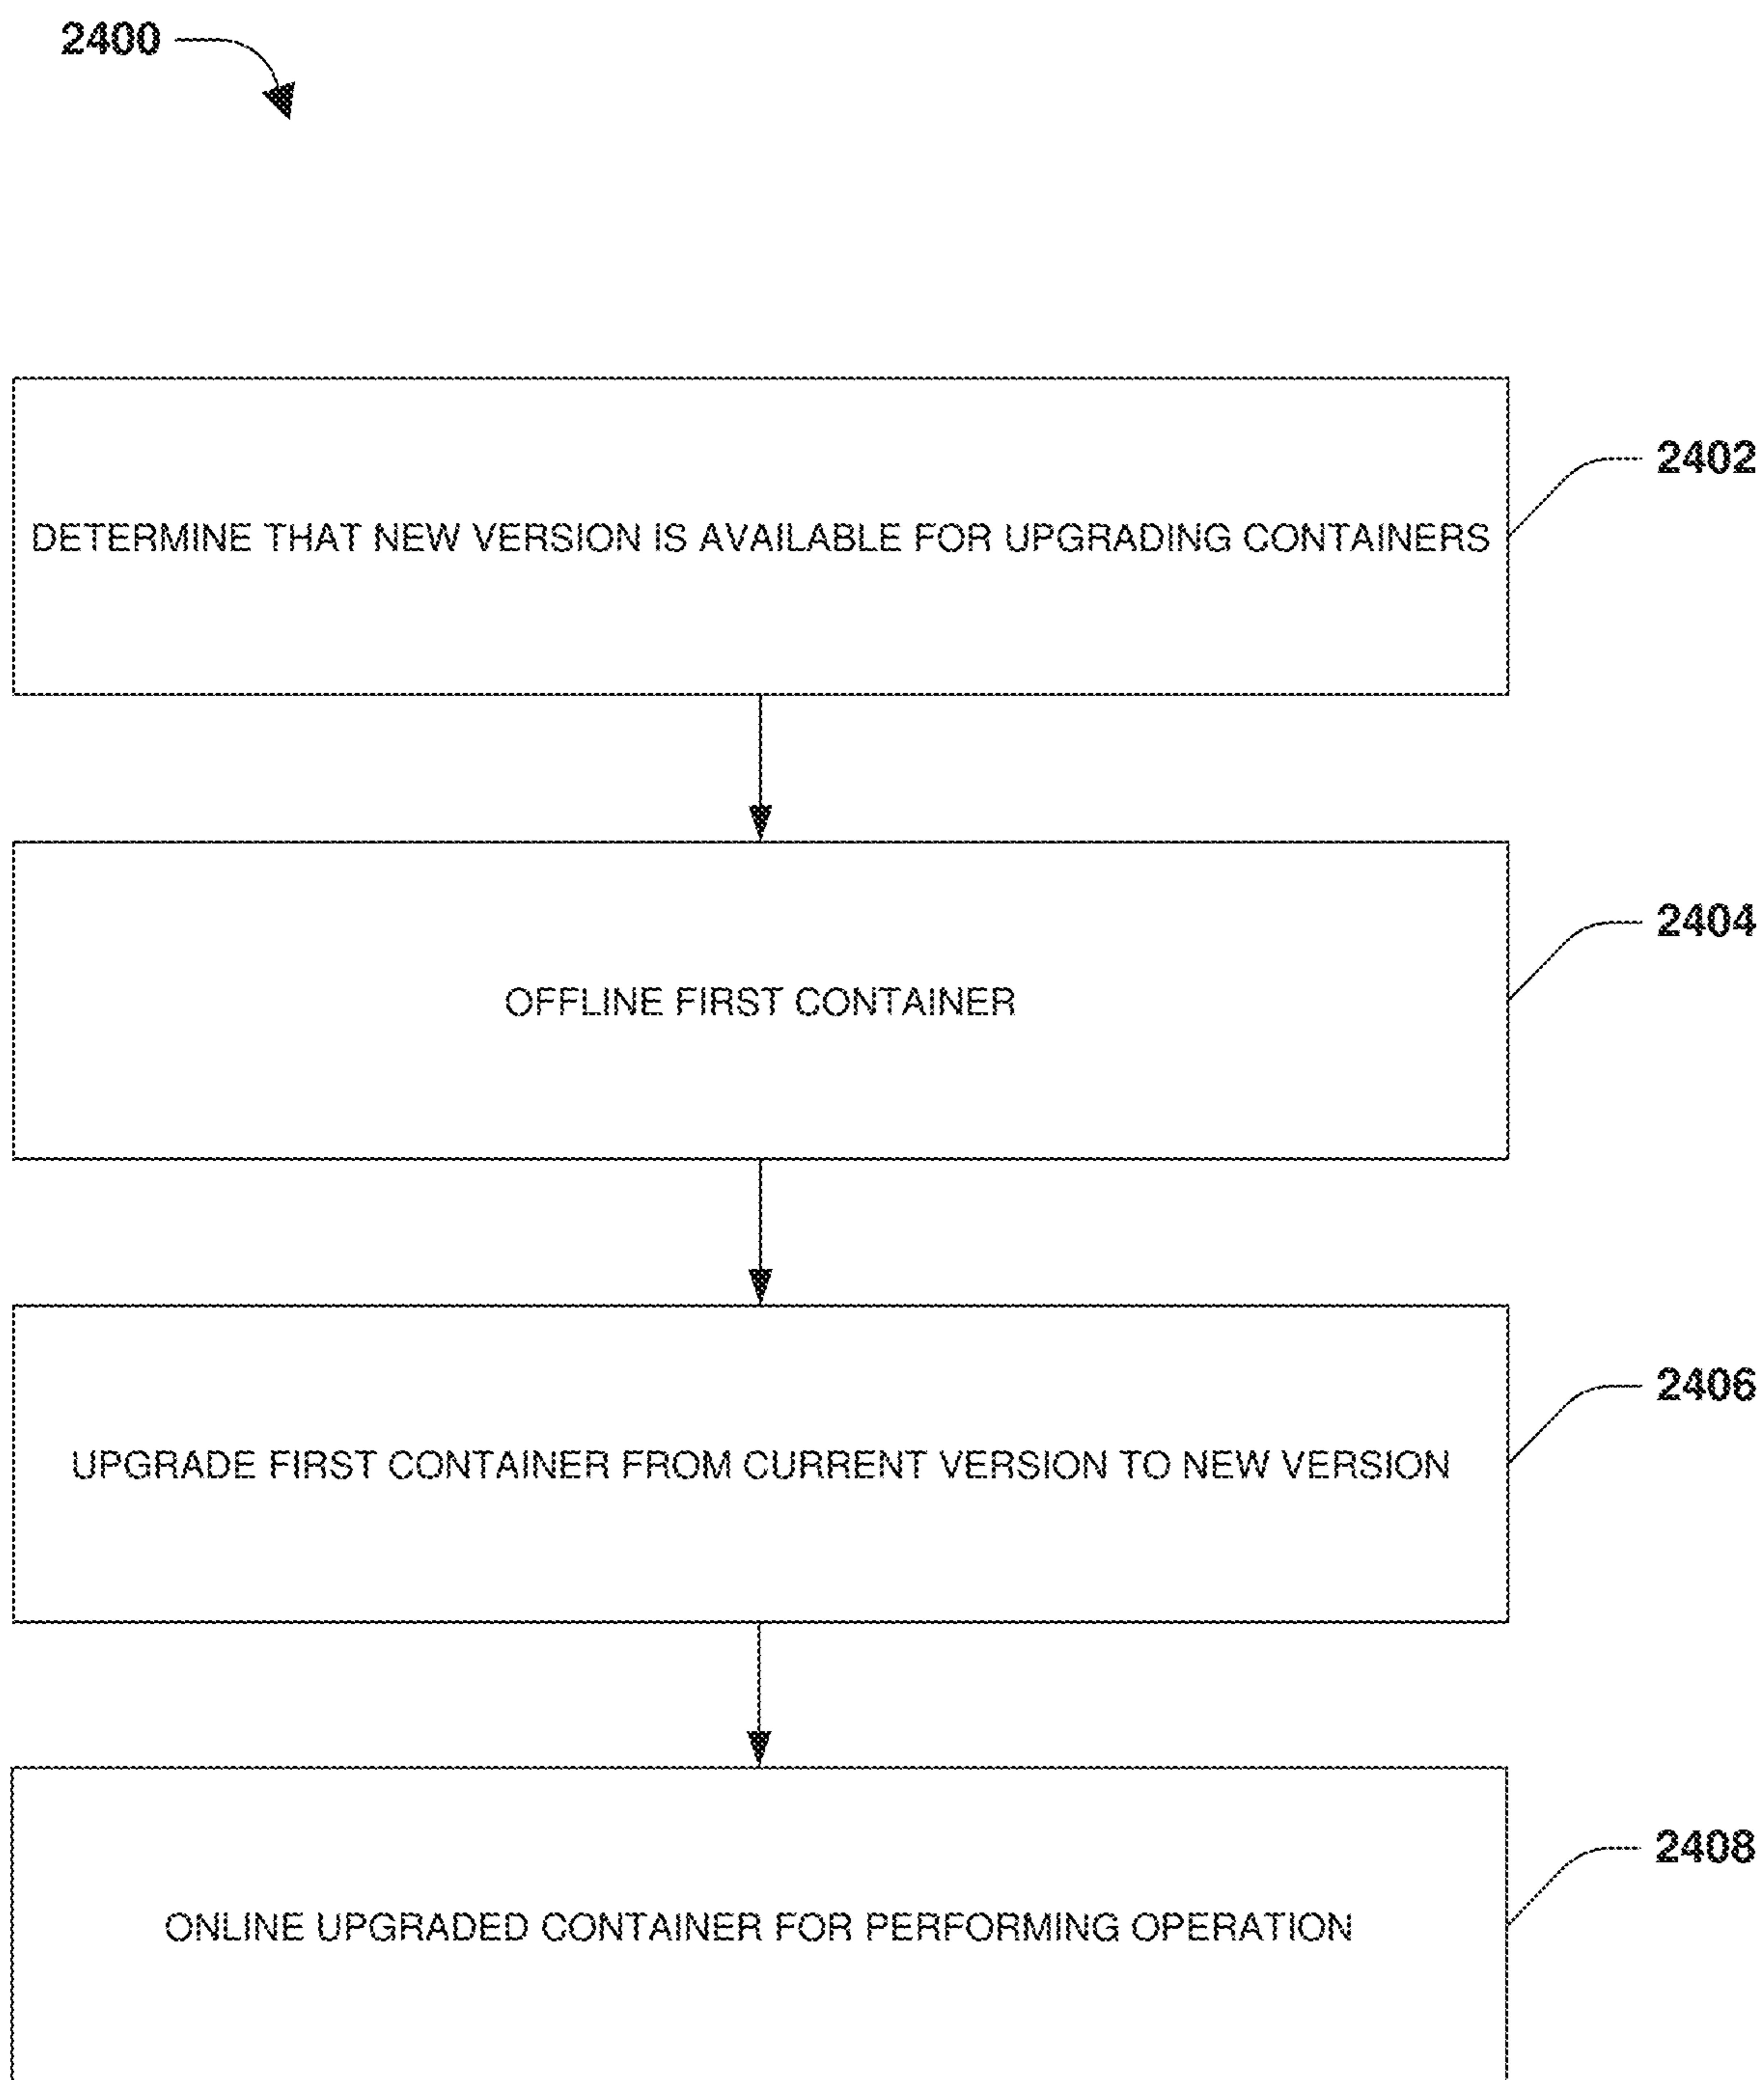 2400
DETERMINE THAT NEW VERSION IS AVAILABLE FOR UPGRADING CONTAINERS
2402
OFFLINE FIRST CONTAINER
2404
UPGRADE FIRST CONTAINER FROM CURRENT VERSION TO NEW VERSION
2406
ONLINE UPGRADED CONTAINER FOR PERFORMING OPERATION
2408